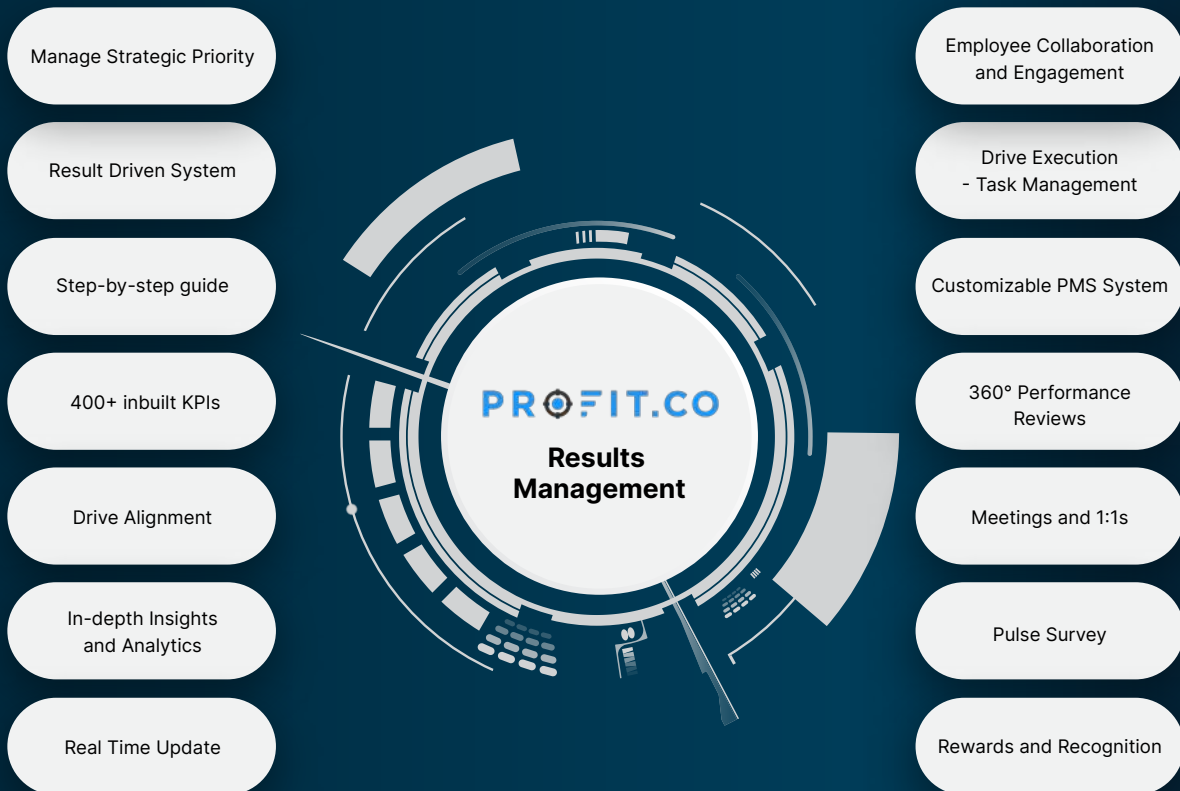 Manage Strategic Priority
Result Driven System
Step-by-step guide
400+ inbuilt KPIs
Drive Alignment
In-depth Insights
and Analytics
Real Time Update
PROFIT.CO
Results
Management
Employee Collaboration
and Engagement
Drive Execution
- Task Management
Customizable PMS System
360° Performance
Reviews
Meetings and 1:1s
Pulse Survey
Rewards and Recognition